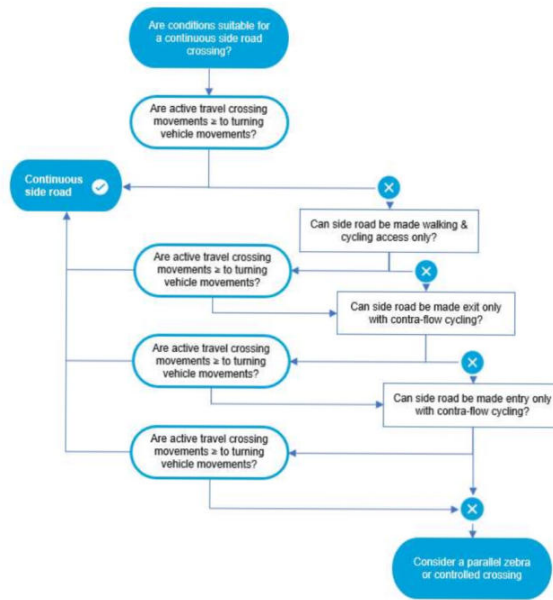 Are conditions suitable for
a continuous side road
crossing?
Are active travel crossing
movements ≥ to turning
vehicle movements?
Continuous
side road
Can side road be made walking &
cycling access only?
Are active travel crossing
movements ≥ to turning
vehicle movements?
Can side road be made exit only
with contra-flow cycling?
Are active travel crossing
movements ≥ to turning
vehicle movements?
Can side road be made entry only
with contra-flow cycling?
Are active travel crossing
movements ≥ to turning
vehicle movements?
Consider a parallel zebra
or controlled crossing